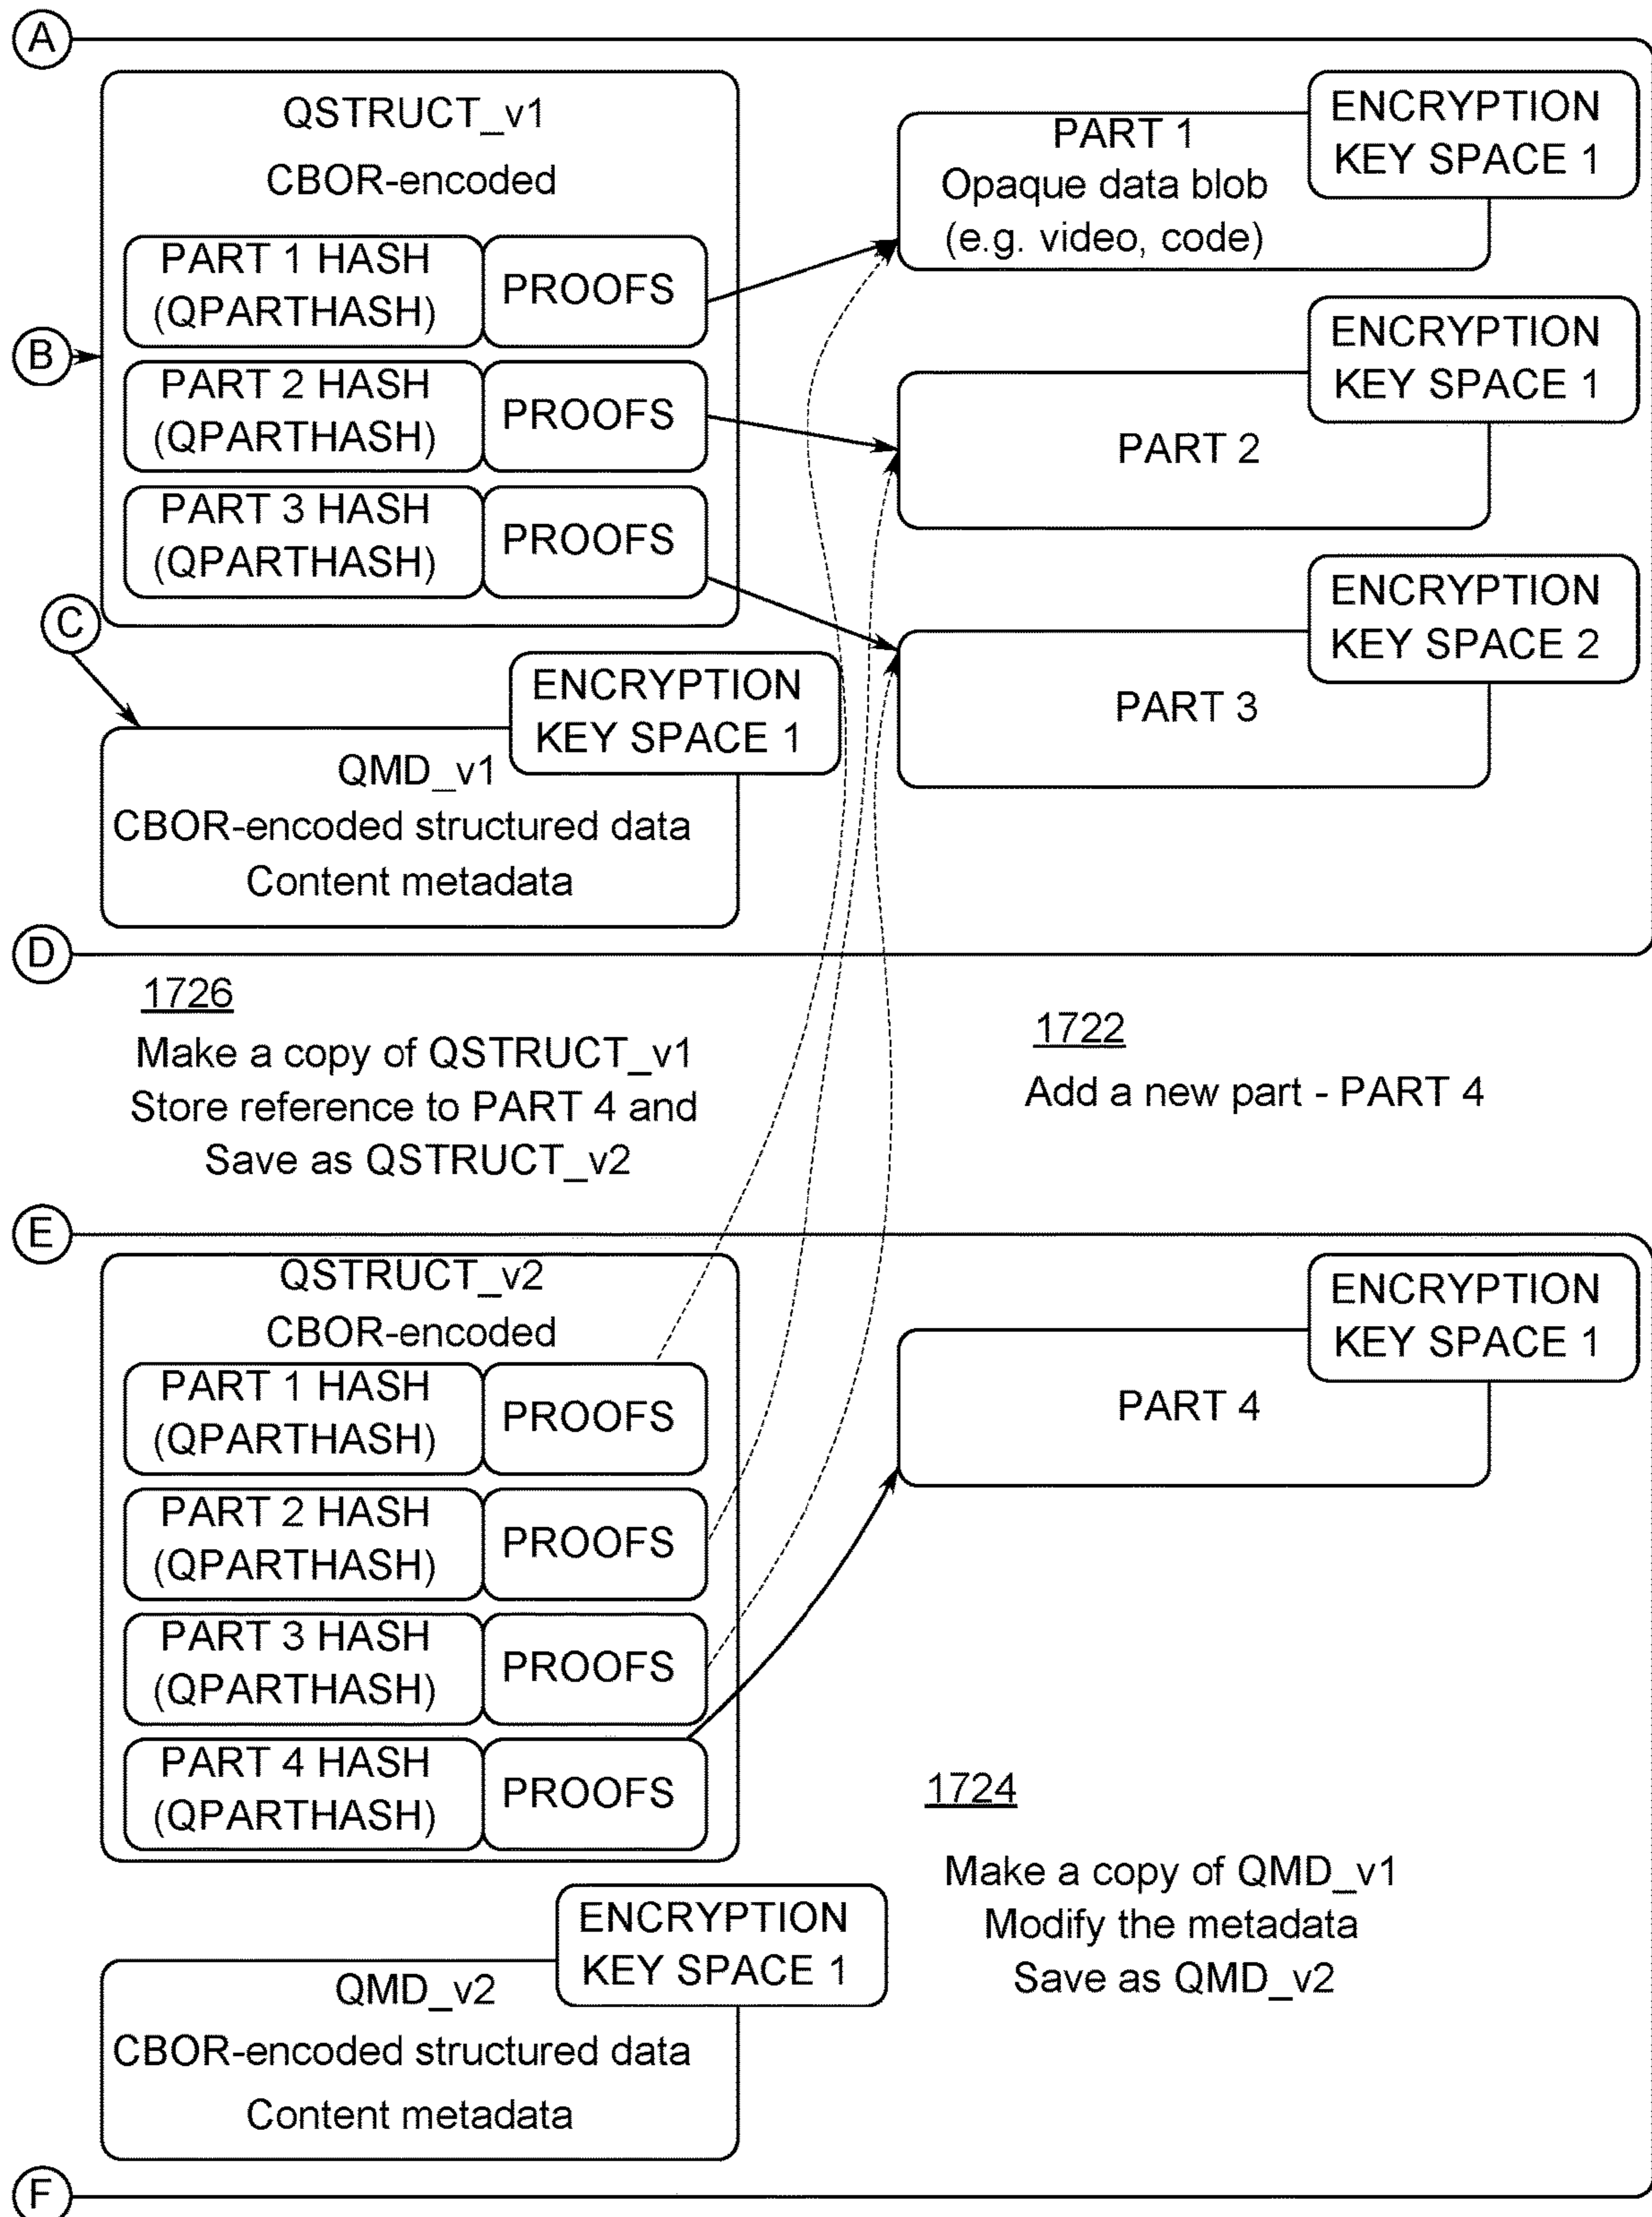 A
QSTRUCT_v1
CBOR-encoded
PART 1 HASH
(QPARTHASH)
PROOFS
B
PART 2 HASH
(QPARTHASH)
PROOFS
PART 3 HASH
(QPARTHASH)
PROOFS
PART 1
Opaque data blob
(e.g. video, code)
ENCRYPTION
KEY SPACE 1
PART 2
ENCRYPTION
KEY SPACE 1
PART 3
ENCRYPTION
KEY SPACE 2
C
ENCRYPTION
KEY SPACE 1
QMD_v1
CBOR-encoded structured data
Content metadata
D
1726
Make a copy of QSTRUCT_v1
Store reference to PART 4 and
Save as QSTRUCT_v2
1722
Add a new part - PART 4
E
QSTRUCT_v2
CBOR-encoded
PART 1 HASH
(QPARTHASH)
PROOFS
PART 2 HASH
(QPARTHASH)
PROOFS
PART 3 HASH
(QPARTHASH)
PROOFS
PART 4 HASH
(QPARTHASH)
PROOFS
ENCRYPTION
KEY SPACE 1
PART 4
1724
Make a copy of QMD_v1
Modify the metadata
Save as QMD_v2
ENCRYPTION
KEY SPACE 1
QMD_v2
CBOR-encoded structured data
Content metadata
F